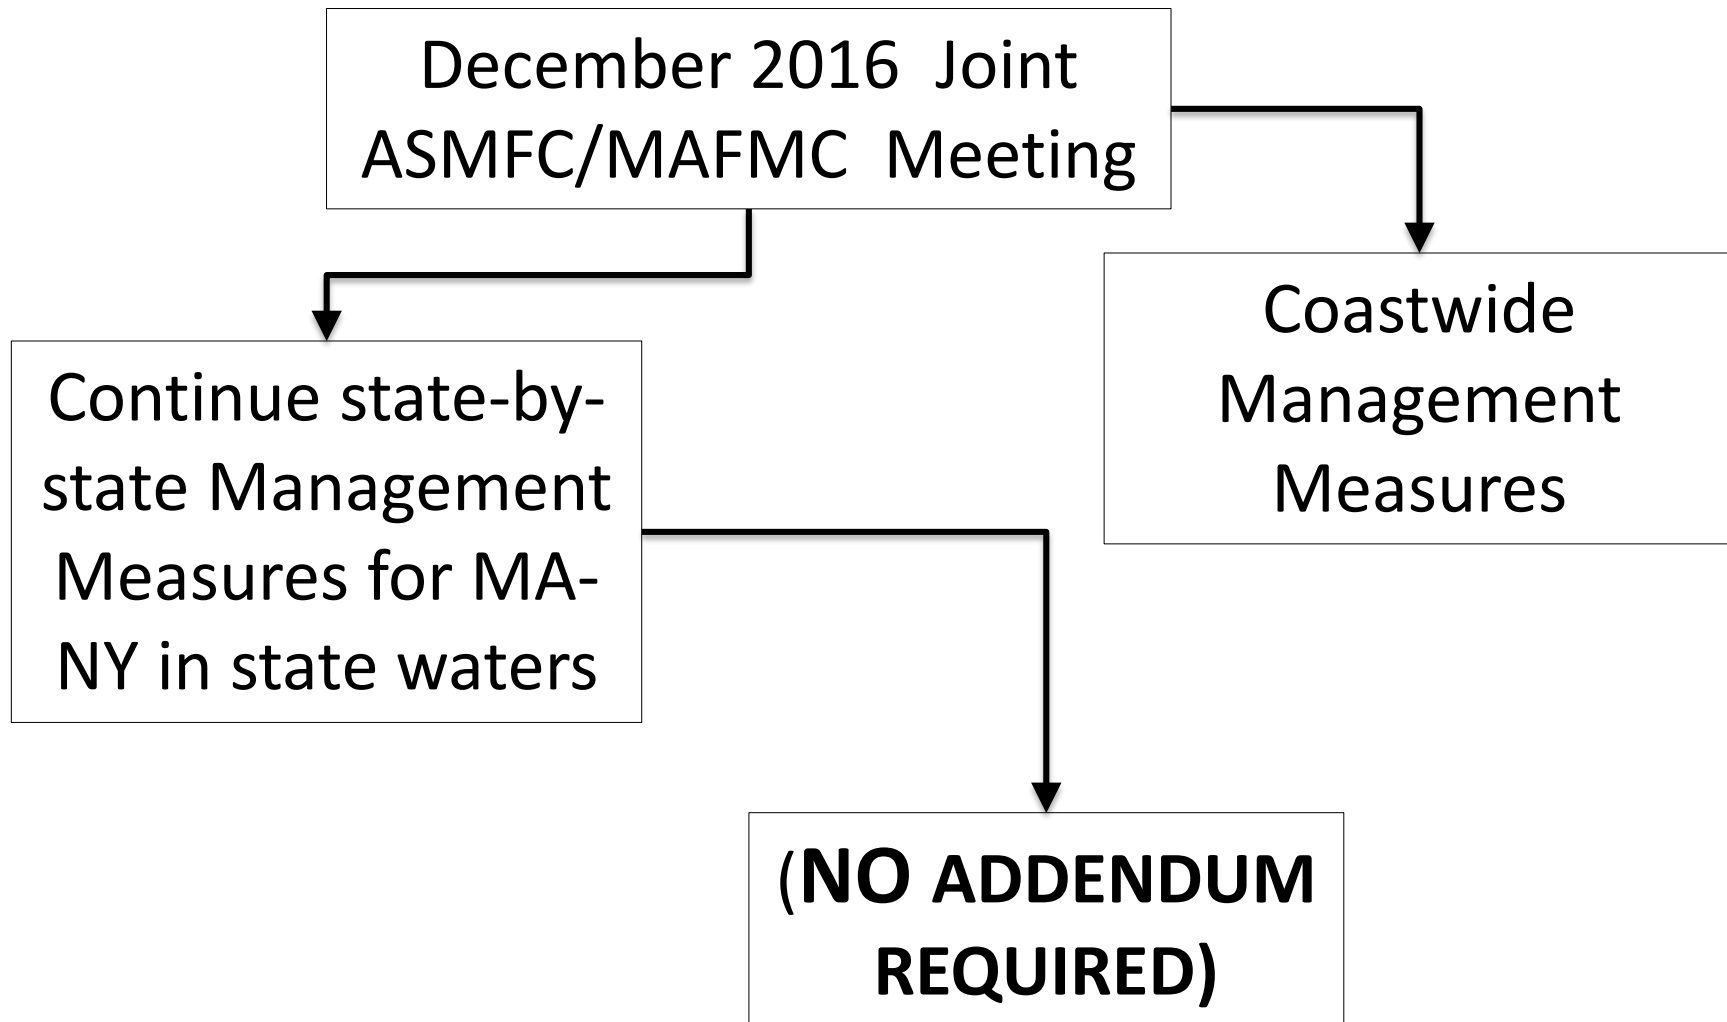 December 2016 Joint
ASMFC/MAFMC Meeting
Coastwide
Management
Measures
Continue state-by-
state Management
Measures for MA-
NY in state waters
(NO ADDENDUM
REQUIRED)